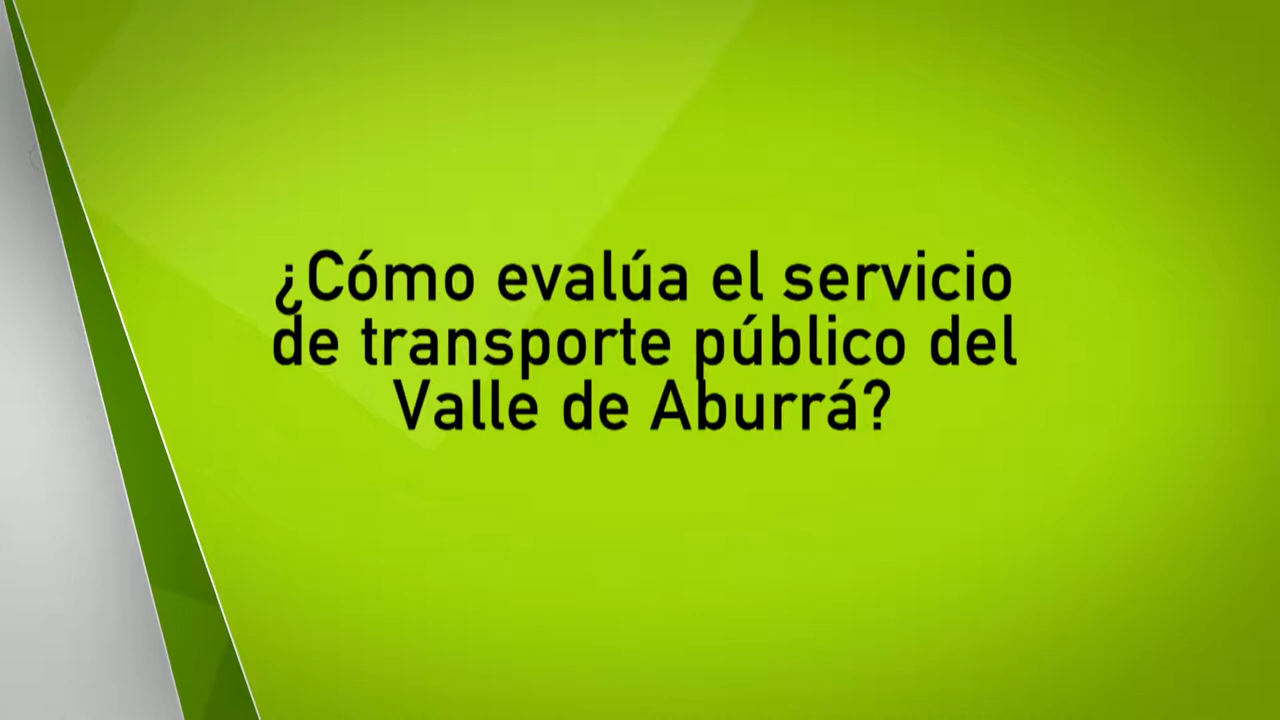 ¿Cómo evalúa el servicio
de transporte público del
Valle de Aburrá?